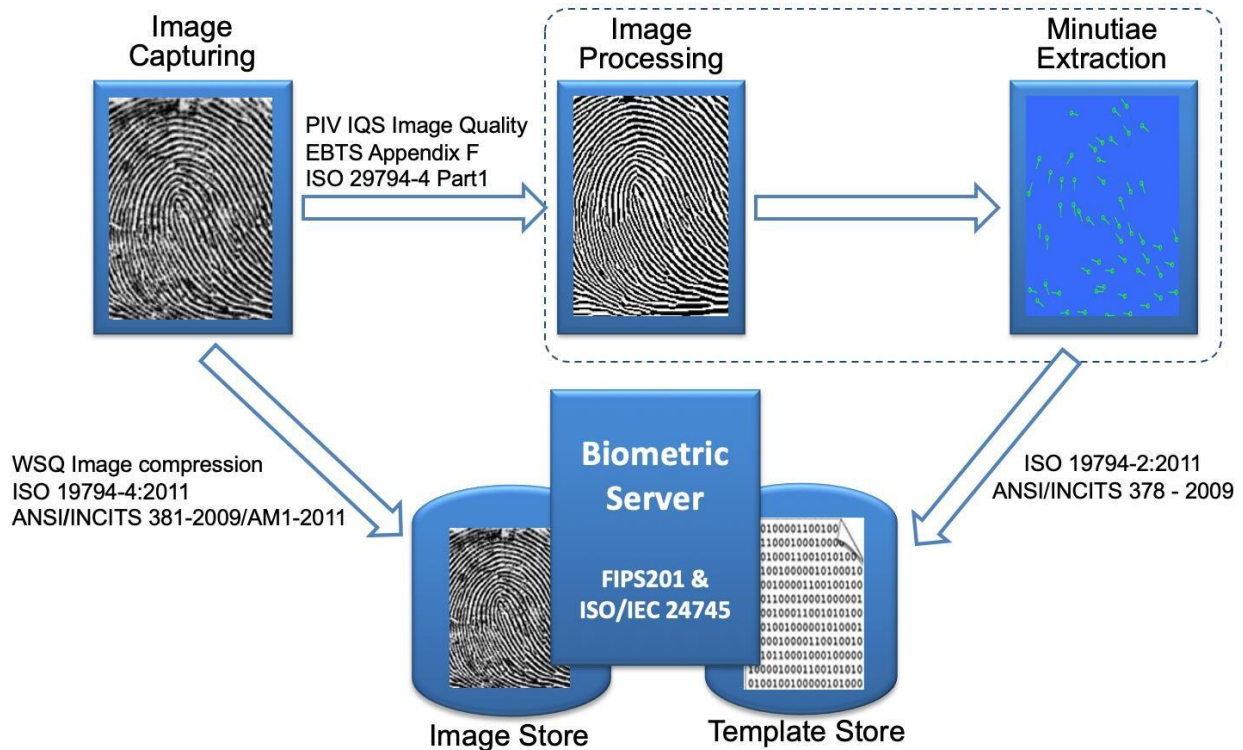 Image
Capturing
PIV IQS Image Quality
EBTS Appendix F
ISO 29794-4 Part1
Image
Processing
Minutiae
Extraction
WSQ Image compression
ISO 19794-4:2011
ANSI/INCITS 381-2009/AM1-2011
Biometric
Server
FIPS201 &
ISO/IEC 24745
ISO 19794-2:2011
ANSI/INCITS 378 - 2009
Image Store
Template Store